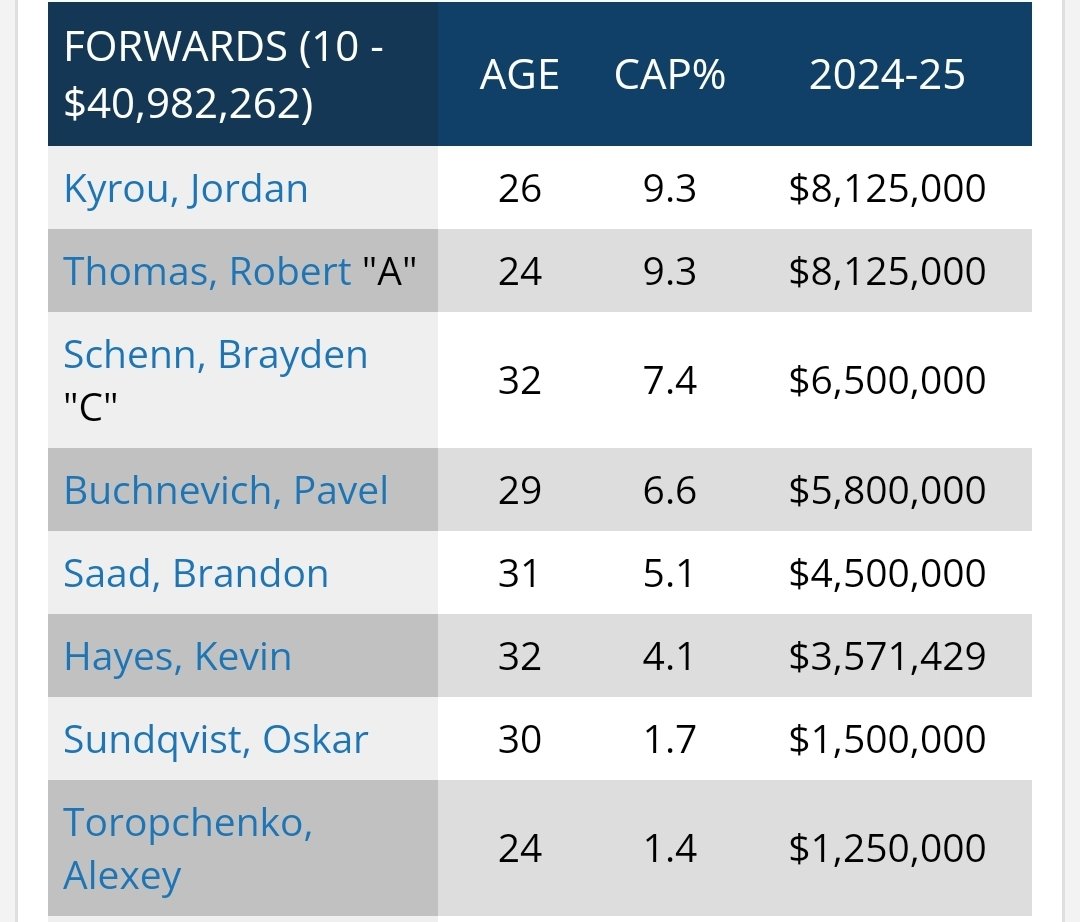 FORWARDS (10 -
$40,982,262) AGE CAP% 2024-25
Kyrou, Jordan 26 9.3 $8,125,000
Thomas, Robert "A" 24 9.3 $8,125,000
Schenn, Brayden
"C" 32 7.4 $6,500,000
Buchnevich, Pavel 29 6.6 $5,800,000
Saad, Brandon 31 5.1 $4,500,000
Hayes, Kevin 32 4.1 $3,571,429
Sundqvist, Oskar 30 1.7 $1,500,000
Toropchenko,
Alexey 24 1.4 $1,250,000